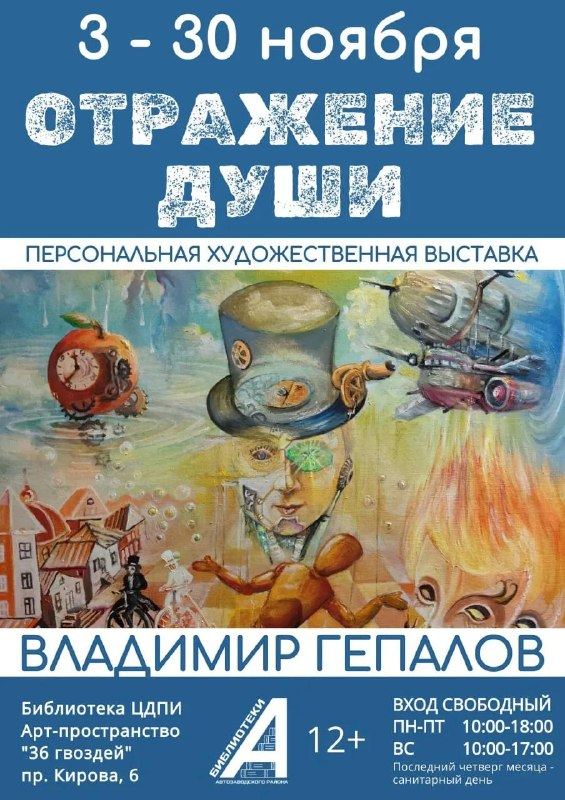 3 - 30 ноября
ОТРАЖЕНИЕ
ДУШИ
ПЕРСОНАЛЬНАЯ ХУДОЖЕСТВЕННАЯ ВЫСТАВКА
ВЛАДИМИР ГЕПАЛОВ
Библиотека ЦДПИ
Арт-пространство
"36 гвоздей"
пр. Кирова, 6
БИБЛИОТЕКИ
А
АВТОЗАВОДСКОГО РАЙОНА
12+
ВХОД СВОБОДНЫЙ
ПН-ПТ 10:00-18:00
ВС 10:00-17:00
Последний четверг месяца -
санитарный день